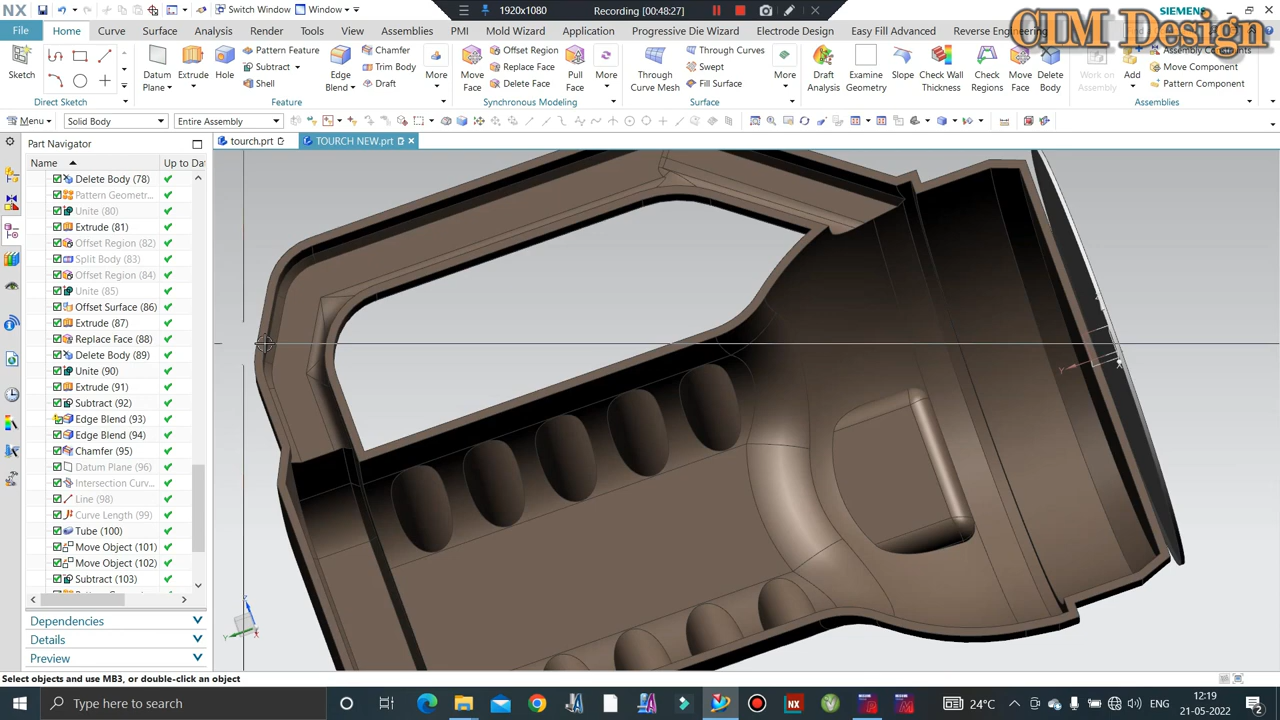 NX
Switch Window
Window
1920x1080
Recording [00:48:27]
SIEMENS
CIM Design
File
Home
Curve
Surface
Analysis
Render
Tools
View
Assemblies
PMI
Mold Wizard
Application
Progressive Die Wizard
Electrode Design
Easy Fill Advanced
Reverse Engineering
Sketch
Direct Sketch
Datum Plane
Extrude
Hole
Pattern Feature
Subtract
Shell
Edge Blend
Chamfer
Trim Body
Draft
More
Feature
Move Face
Offset Region
Replace Face
Delete Face
Pull Face
More
Synchronous Modeling
Through Curve Mesh
Through Curves
Swept
Fill Surface
More
Surface
Draft Analysis
Examine Geometry
Slope
Check Wall Thickness
Check Regions
Move Face
Delete Body
Work on Assembly
Add
Assembly Constraints
Move Component
Pattern Component
Assemblies
Menu
Solid Body
Entire Assembly
Part Navigator
tourch.prt
TOURCH NEW.prt
Name
Up to Da
Delete Body (78)
Pattern Geometr...
Unite (80)
Extrude (81)
Offset Region (82)
Split Body (83)
Offset Region (84)
Unite (85)
Offset Surface (86)
Extrude (87)
Replace Face (88)
Delete Body (89)
Unite (90)
Extrude (91)
Subtract (92)
Edge Blend (93)
Edge Blend (94)
Chamfer (95)
Datum Plane (96)
Intersection Curv...
Line (98)
Curve Length (99)
Tube (100)
Move Object (101)
Move Object (102)
Subtract (103)
Dependencies
Details
Preview
Y
X
Z
Y
X
Select objects and use MB3, or double-click an object
Type here to search
24°C
ENG
12:19
21-05-2022